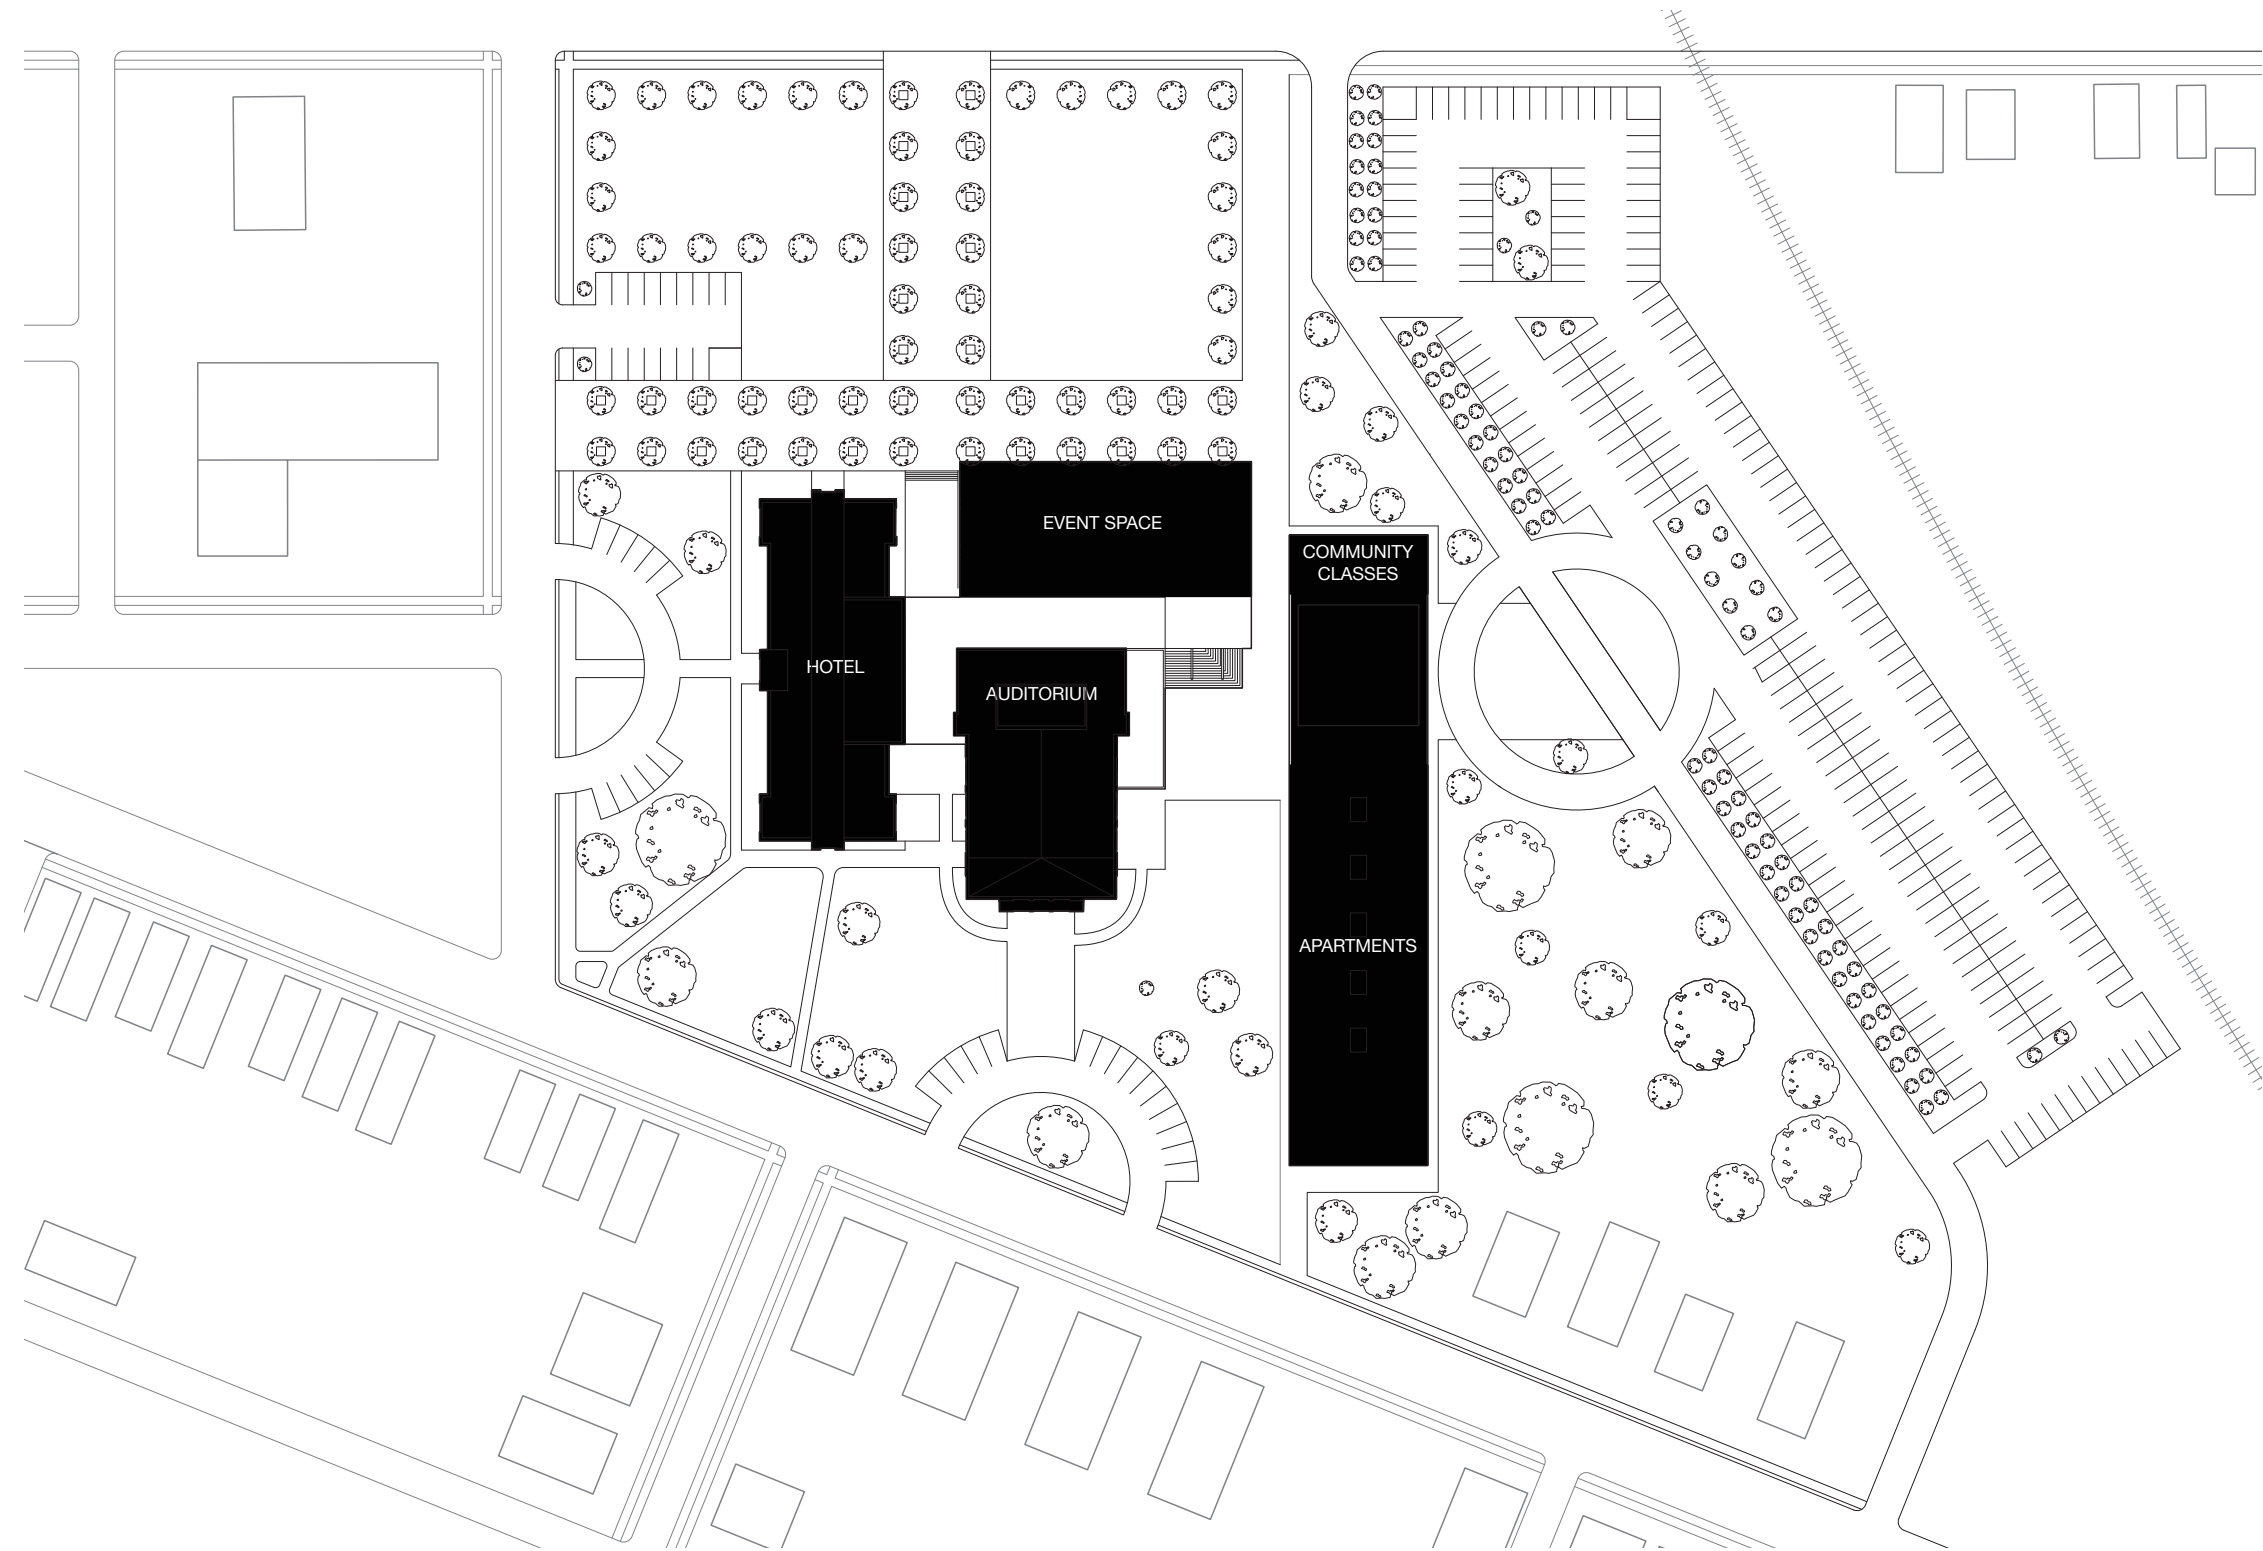 EVENT SPACE
COMMUNITY
CLASSES
HOTEL
AUDITORIUM
APARTMENTS